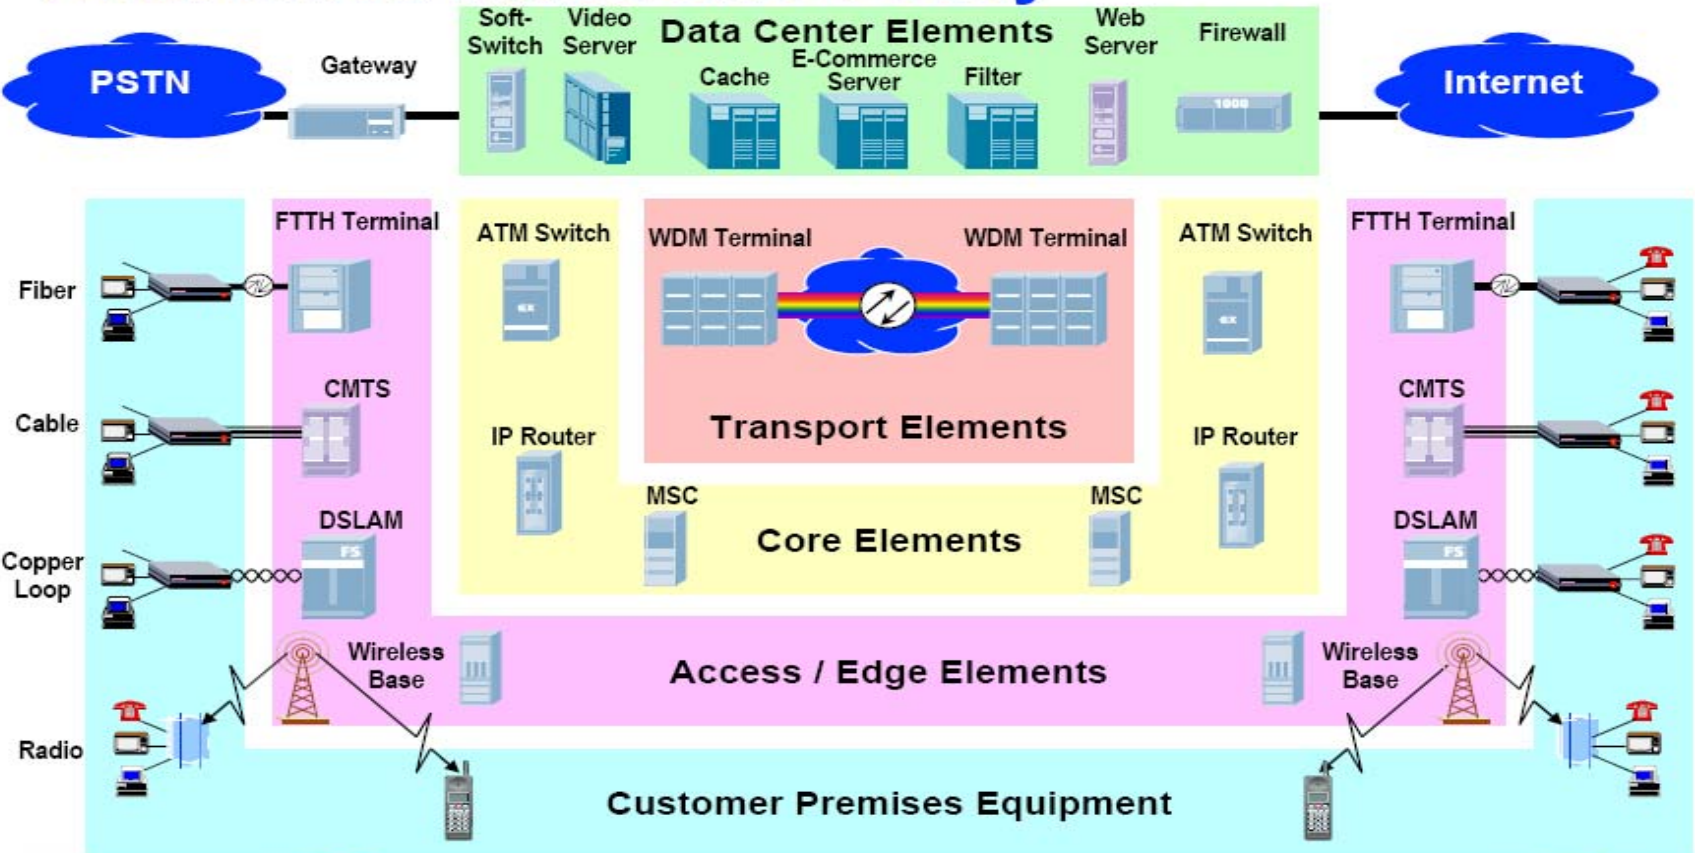 Soft-
Switch
Video
Server
Data Center Elements
Web
Server
Firewall
PSTN
Gateway
Cache
E-Commerce
Server
Filter
1000
Internet
FTTH Terminal
ATM Switch
WDM Terminal
WDM Terminal
ATM Switch
FTTH Terminal
Fiber
CMTS
CMTS
Cable
IP Router
Transport Elements
IP Router
MSC
MSC
DSLAM
Core Elements
DSLAM
FS
FS
Copper
Loop
Wireless
Base
Access / Edge Elements
Wireless
Base
Radio
Customer Premises Equipment